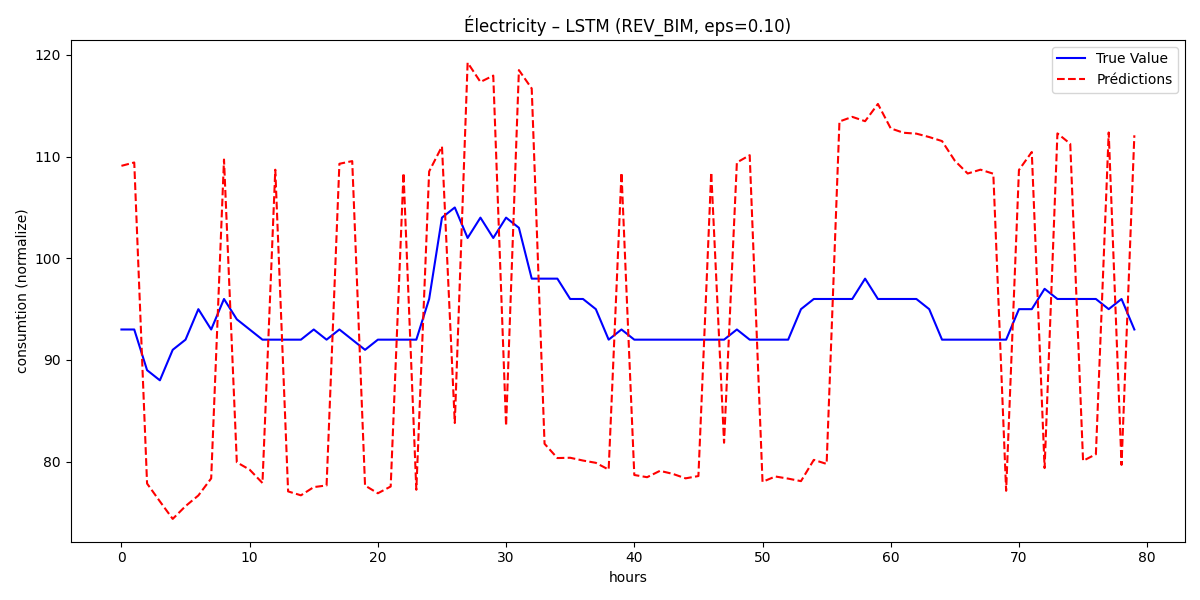 Électricity – LSTM (REV_BIM, eps=0.10)
True Value
Prédictions
consumtion (normalize)
120
110
100
90
80
0 10 20 30 40 50 60 70 80
hours